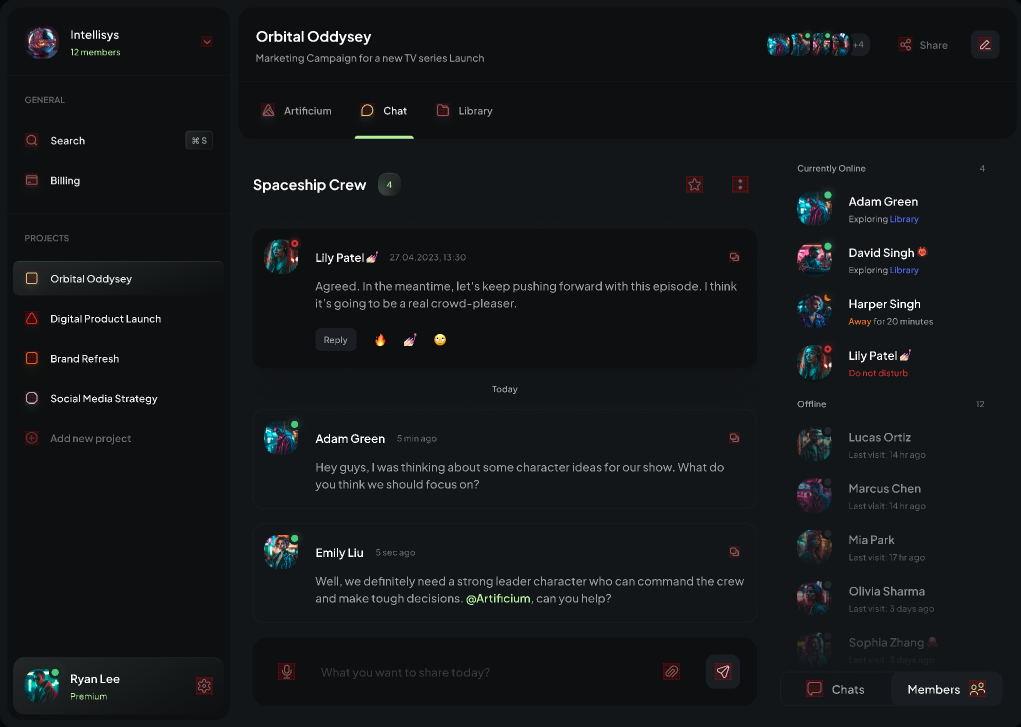 Intellisys
12 members
GENERAL
Search
⌘ S
Billing
PROJECTS
Orbital Oddysey
Digital Product Launch
Brand Refresh
Social Media Strategy
Add new project
Ryan Lee
Premium
Orbital Oddysey
Marketing Campaign for a new TV series Launch
+4
Share
Artificium
Chat
Library
Spaceship Crew
4
Lily Patel💅🏻 27.04.2023, 13:30
Agreed. In the meantime, let's keep pushing forward with this episode. I think
it's going to be a real crowd-pleaser.
Reply
Today
Adam Green 5 min ago
Hey guys, I was thinking about some character ideas for our show. What do
you think we should focus on?
Emily Liu 5 sec ago
Well, we definitely need a strong leader character who can command the crew
and make tough decisions. @Artificium, can you help?
What you want to share today?
Currently Online 4
Adam Green
Exploring Library
David Singh
Exploring Library
Harper Singh
Away for 20 minutes
Lily Patel💅🏻
Do not disturb
Offline 12
Lucas Ortiz
Last visit: 14 hr ago
Marcus Chen
Last visit: 14 hr ago
Mia Park
Last visit: 17 hr ago
Olivia Sharma
Last visit: 3 days ago
Sophia Zhang
Last visit: 3 days ago
Chats
Members